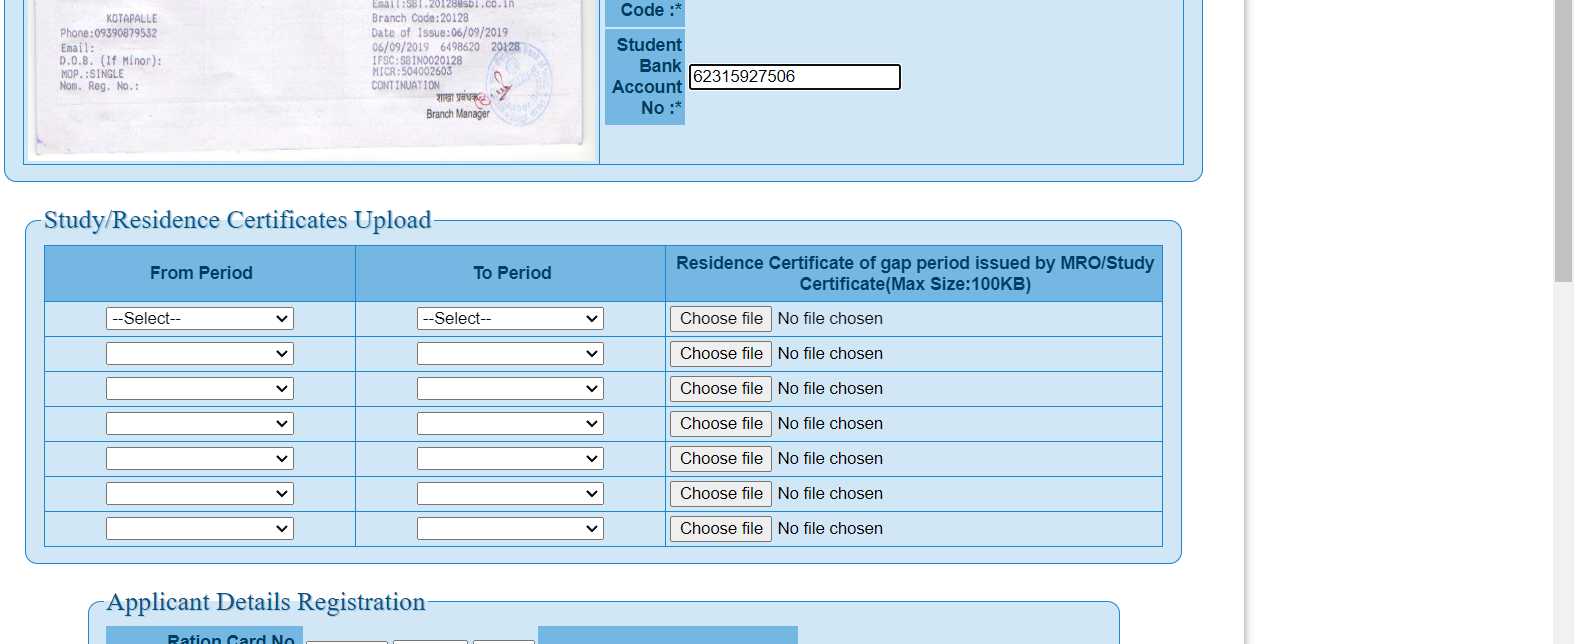 KOTAPALLE
Phone:09390879532
Email:
D.O.B. (If Minor):
MOP.:SINGLE
Nom. Reg. No.:
Email:SBI.20128@sbi.co.in
Branch Code:20128
Date of Issue:06/09/2019
06/09/2019 6498620 20128
IFSC:SBIN0020128
MICR:504002603
CONTINUATION
शाखा प्रबंधक
Branch Manager
Code :*
Student
Bank
Account
No :*
62315927506
Study/Residence Certificates Upload
From Period
To Period
Residence Certificate of gap period issued by MRO/Study
Certificate(Max Size:100KB)
--Select--
--Select--
Choose file No file chosen
Choose file No file chosen
Choose file No file chosen
Choose file No file chosen
Choose file No file chosen
Choose file No file chosen
Choose file No file chosen
Applicant Details Registration
Ration Card No